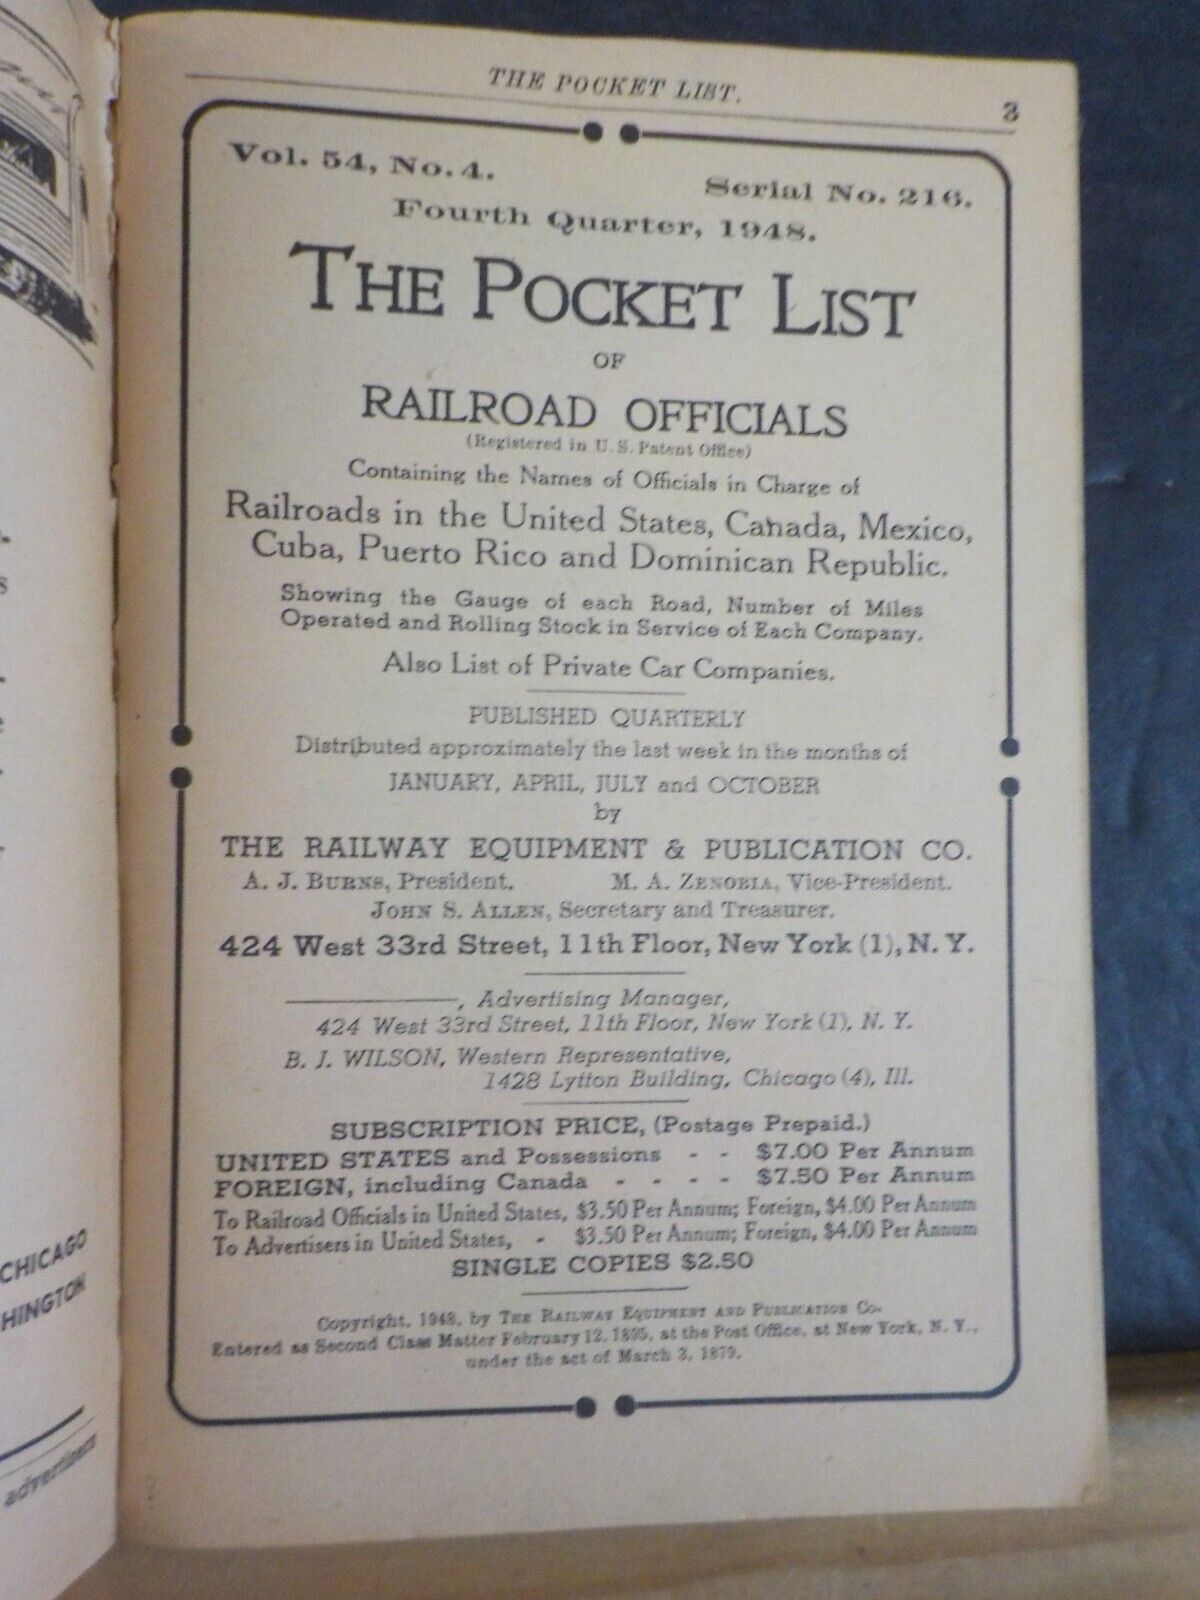 THE POCKET LIST.
3
Vol. 54, No. 4.
Serial No. 216.
Fourth Quarter, 1948.
THE POCKET LIST
OF
RAILROAD OFFICIALS
(Registered in U. S. Patent Office)
Containing the Names of Officials in Charge of
Railroads in the United States, Canada, Mexico,
Cuba, Puerto Rico and Dominican Republic.
Showing the Gauge of each Road, Number of Miles
Operated and Rolling Stock in Service of Each Company.
Also List of Private Car Companies.
PUBLISHED QUARTERLY
Distributed approximately the last week in the months of
JANUARY, APRIL, JULY and OCTOBER
by
THE RAILWAY EQUIPMENT & PUBLICATION CO.
A. J. BURNS, President. M. A. ZENOBIA, Vice-President.
JOHN S. ALLEN, Secretary and Treasurer.
424 West 33rd Street, 11th Floor, New York (1), N. Y.
, Advertising Manager,
424 West 33rd Street, 11th Floor, New York (1), N. Y.
B. J. WILSON, Western Representative,
1428 Lytton Building, Chicago (4), Ill.
SUBSCRIPTION PRICE, (Postage Prepaid.)
UNITED STATES and Possessions - - $7.00 Per Annum
FOREIGN, including Canada - - - - $7.50 Per Annum
To Railroad Officials in United States, $3.50 Per Annum; Foreign, $4.00 Per Annum
To Advertisers in United States, - $3.50 Per Annum; Foreign, $4.00 Per Annum
SINGLE COPIES $2.50
Copyright, 1948, by THE RAILWAY EQUIPMENT AND PUBLICATION CO.
Entered as Second Class Matter February 12, 1895, at the Post Office, at New York, N. Y.,
under the act of March 3, 1879.
CHICAGO
HINGTON
advertisers